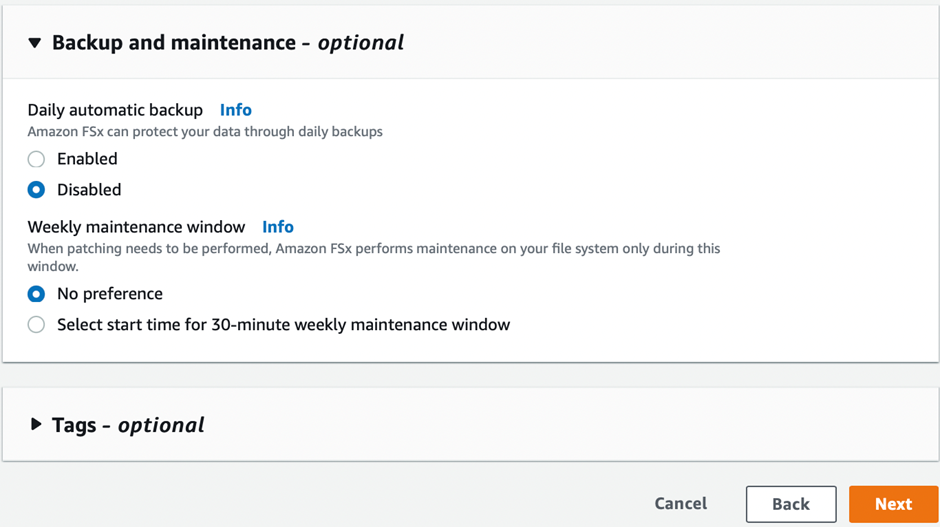 Backup and maintenance - optional
Daily automatic backup Info
Amazon FSx can protect your data through daily backups
Enabled
Disabled
Weekly maintenance window Info
When patching needs to be performed, Amazon FSx performs maintenance on your file system only during this
window.
No preference
Select start time for 30-minute weekly maintenance window
Tags - optional
Cancel Back Next